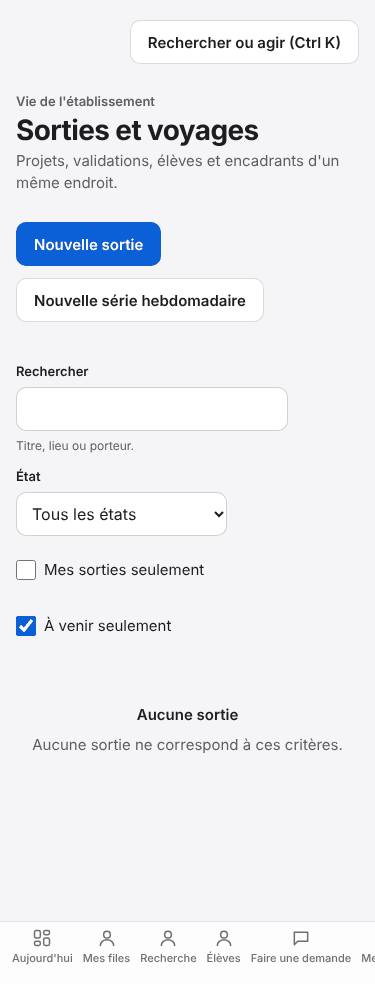 Rechercher ou agir (Ctrl K)
Vie de l'établissement
Sorties et voyages
Projets, validations, élèves et encadrants d'un
même endroit.
Nouvelle sortie
Nouvelle série hebdomadaire
Rechercher
Titre, lieu ou porteur.
État
Tous les états
Mes sorties seulement
À venir seulement
Aucune sortie
Aucune sortie ne correspond à ces critères.
Aujourd'hui Mes files Recherche Élèves Faire une demande